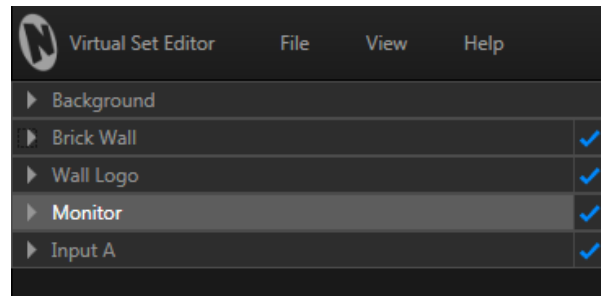 N Virtual Set Editor File View Help
Background
Brick Wall
Wall Logo
Monitor
Input A